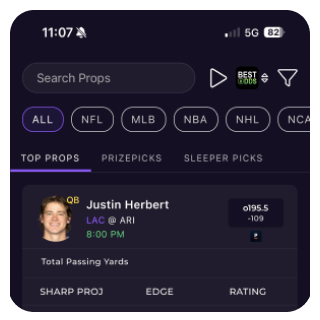 11:07
5G 82
Search Props
BEST ODDS
ALL NFL MLB NBA NHL NCA
TOP PROPS PRIZEPICKS SLEEPER PICKS
QB
Justin Herbert
LAC @ ARI
8:00 PM
o195.5
-109
Total Passing Yards
SHARP PROJ EDGE RATING